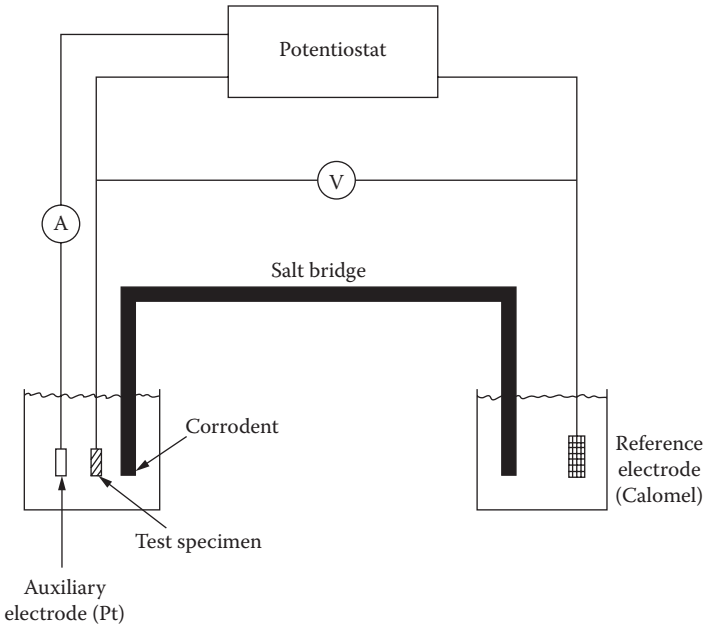 Potentiostat
V
A
Salt bridge
Corrodent
Reference
electrode
(Calomel)
Test specimen
Auxiliary
electrode (Pt)